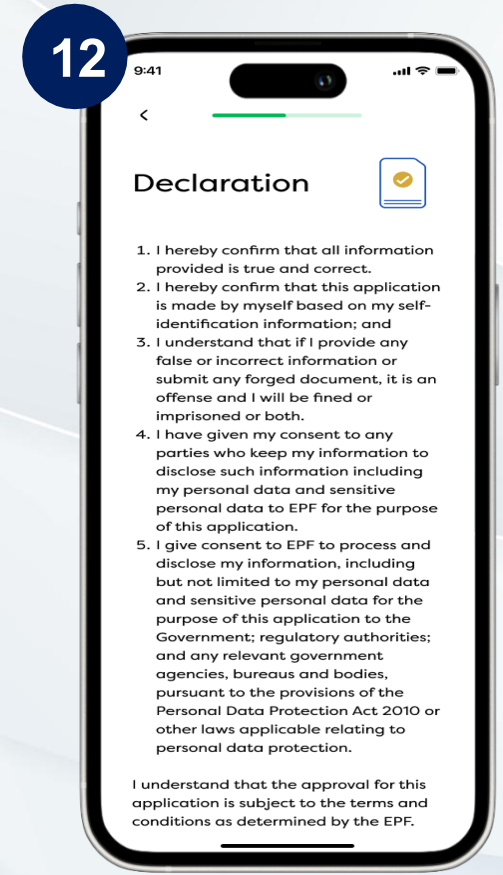 12
9:41
Declaration
1. I hereby confirm that all information
provided is true and correct.
2. I hereby confirm that this application
is made by myself based on my self-
identification information; and
3. I understand that if I provide any
false or incorrect information or
submit any forged document, it is an
offense and I will be fined or
imprisoned or both.
4. I have given my consent to any
parties who keep my information to
disclose such information including
my personal data and sensitive
personal data to EPF for the purpose
of this application.
5. I give consent to EPF to process and
disclose my information, including
but not limited to my personal data
and sensitive personal data for the
purpose of this application to the
Government; regulatory authorities;
and any relevant government
agencies, bureaus and bodies,
pursuant to the provisions of the
Personal Data Protection Act 2010 or
other laws applicable relating to
personal data protection.
I understand that the approval for this
application is subject to the terms and
conditions as determined by the EPF.